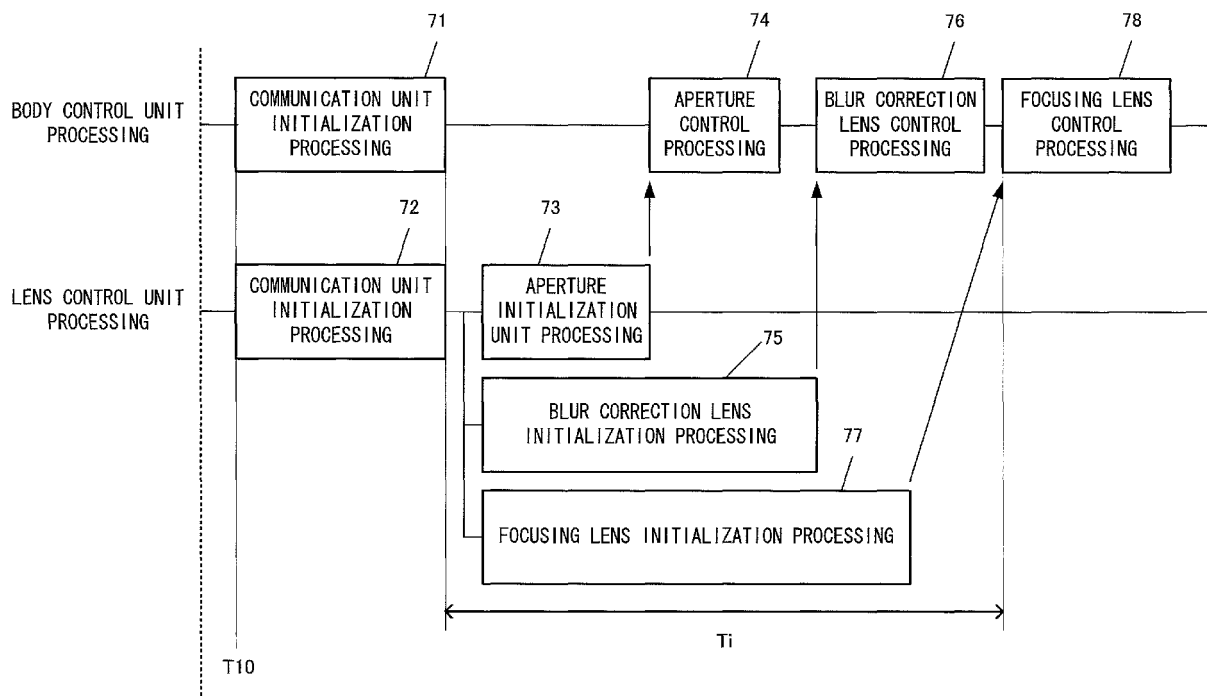 71
74
76
78
BODY CONTROL UNIT
PROCESSING
COMMUNICATION UNIT
INITIALIZATION
PROCESSING
APERTURE
CONTROL
PROCESSING
BLUR CORRECTION
LENS CONTROL
PROCESSING
FOCUSING LENS
CONTROL
PROCESSING
72
73
LENS CONTROL UNIT
PROCESSING
COMMUNICATION UNIT
INITIALIZATION
PROCESSING
APERTURE
INITIALIZATION
UNIT PROCESSING
75
BLUR CORRECTION LENS
INITIALIZATION PROCESSING
77
FOCUSING LENS INITIALIZATION PROCESSING
Ti
T10